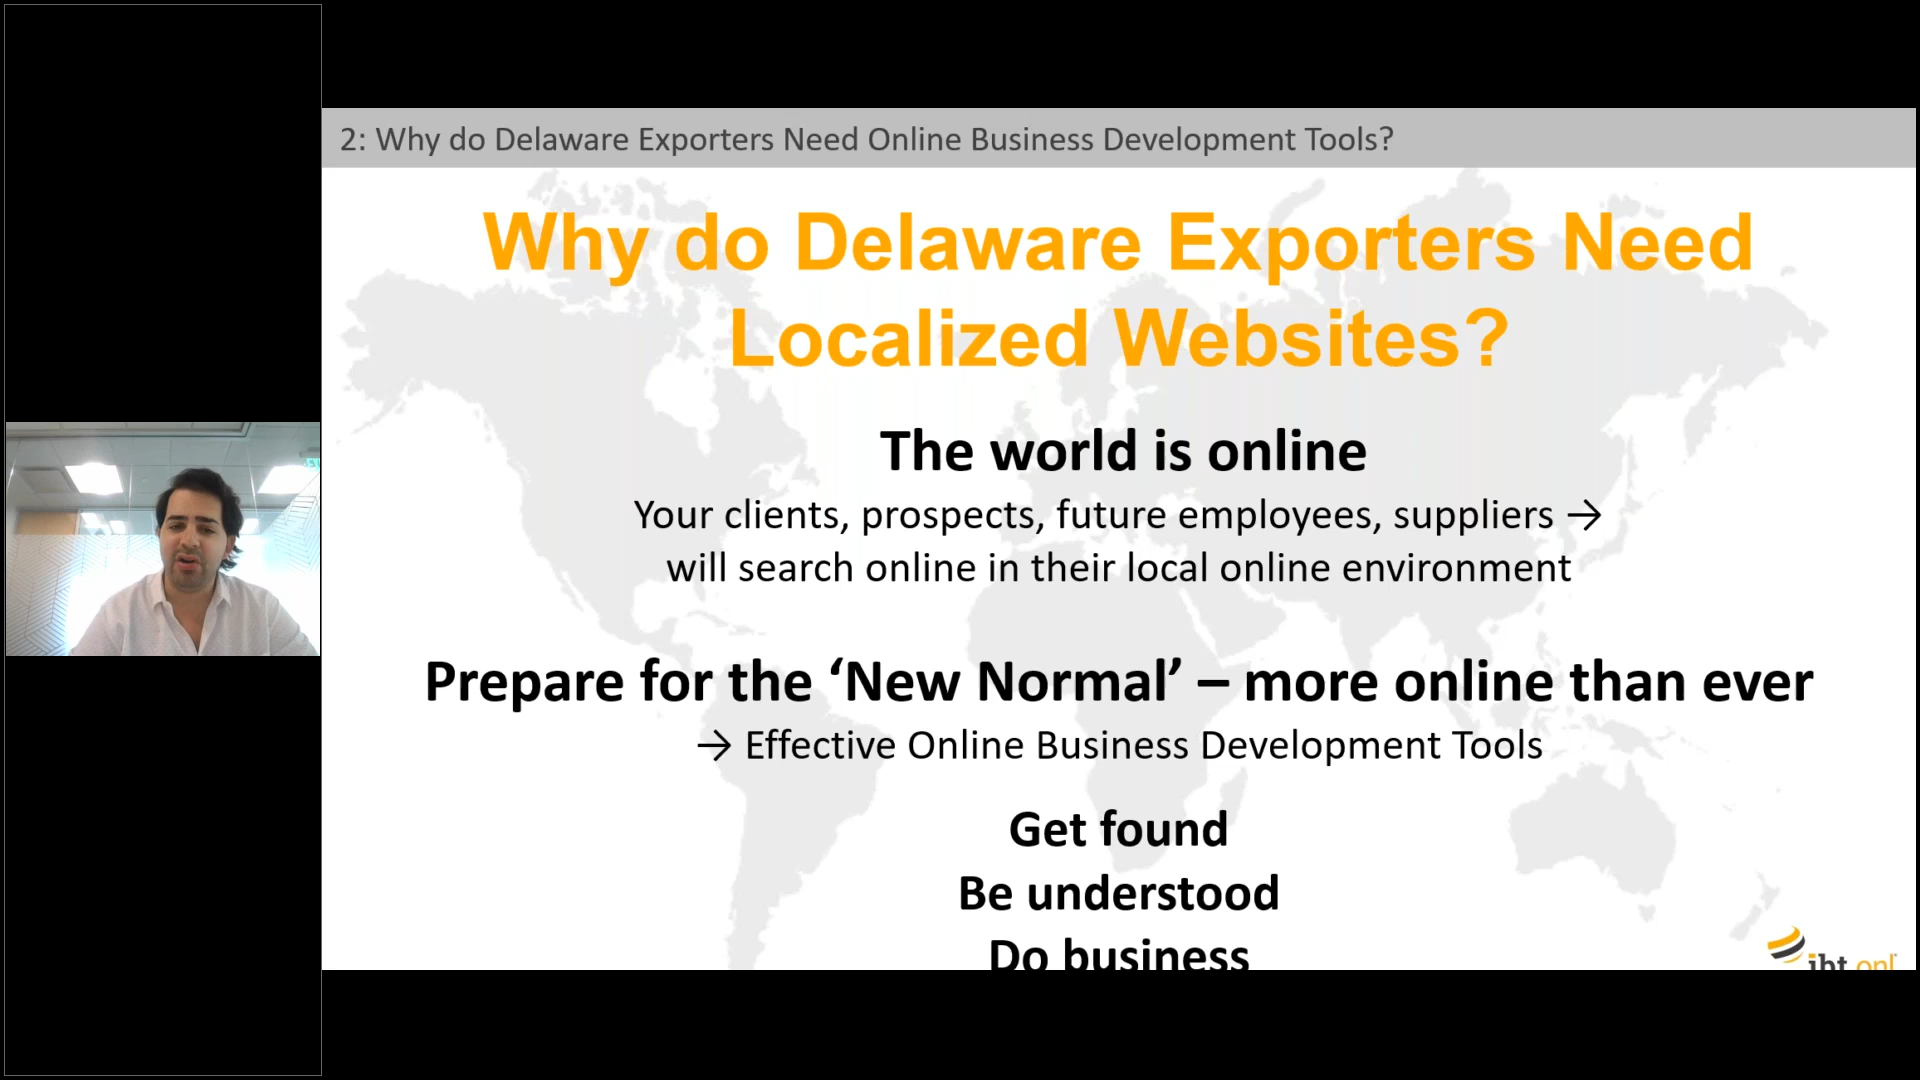 2: Why do Delaware Exporters Need Online Business Development Tools?
Why do Delaware Exporters Need
Localized Websites?
The world is online
Your clients, prospects, future employees, suppliers →
will search online in their local online environment
Prepare for the ‘New Normal’ – more online than ever
→ Effective Online Business Development Tools
Get found
Be understood
Do business
ibt onl